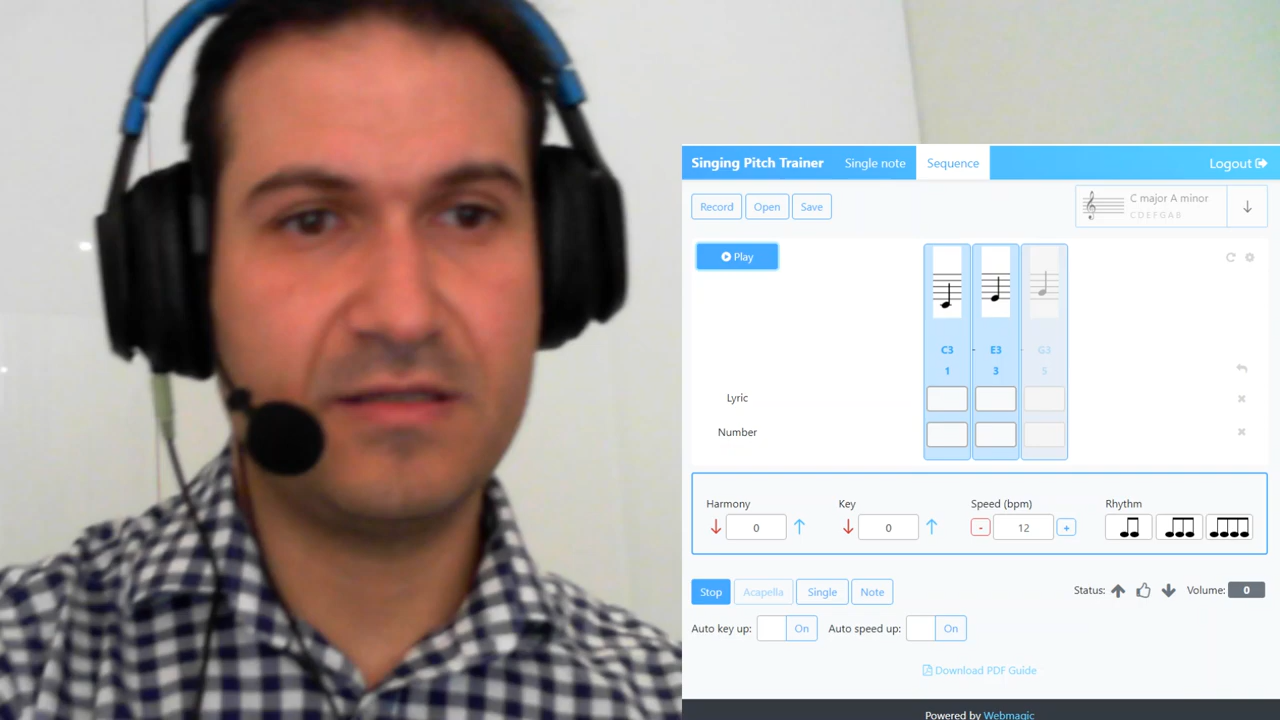 Singing Pitch Trainer Single note Sequence Logout
Record Open Save
C major A minor
C D E F G A B
Play
C3 - E3 - G3
1 3 5
Lyric
Number
Harmony Key Speed (bpm) Rhythm
0 0 - 12 +
Stop Acapella Single Note Status: Volume: 0
Auto key up: On Auto speed up: On
Download PDF Guide
Powered by Webmagic